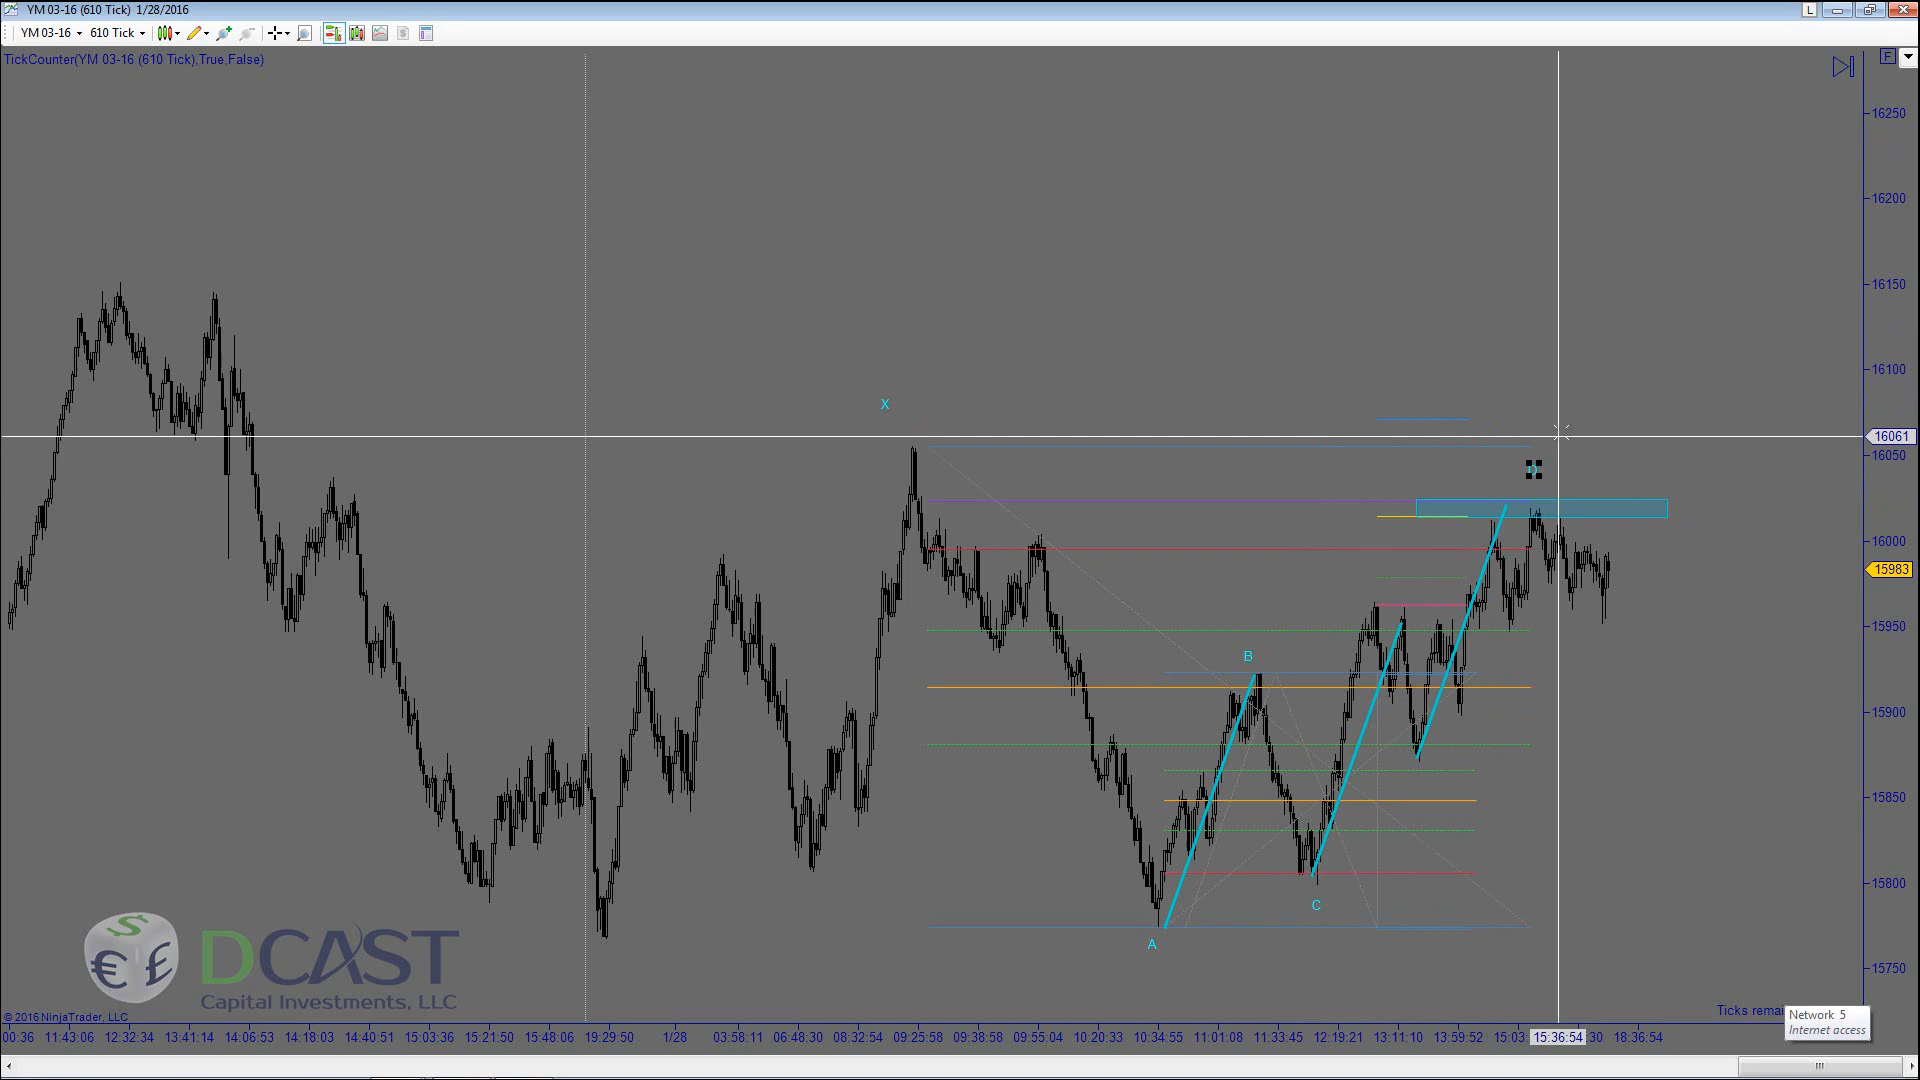 YM 03-16 (610 Tick) 1/28/2016
L
YM 03-16 610 Tick
TickCounter(YM 03-16 (610 Tick),True,False)
F
16250
16200
16150
16100
X
16061
16050
D
16000
15983
15950
B
15900
15850
15800
C
A
15750
DCAST
Capital Investments, LLC
© 2016 NinjaTrader, LLC
Ticks remai
Network 5
Internet access
00:36 11:43:06 12:32:34 13:41:14 14:06:53 14:18:03 14:40:51 15:03:36 15:21:50 15:48:06 19:29:50 1/28 03:58:11 06:48:30 08:32:54 09:25:58 09:38:58 09:55:04 10:20:33 10:34:55 11:01:08 11:33:45 12:19:21 13:11:10 13:59:52 15:03: 15:36:54 30 18:36:54